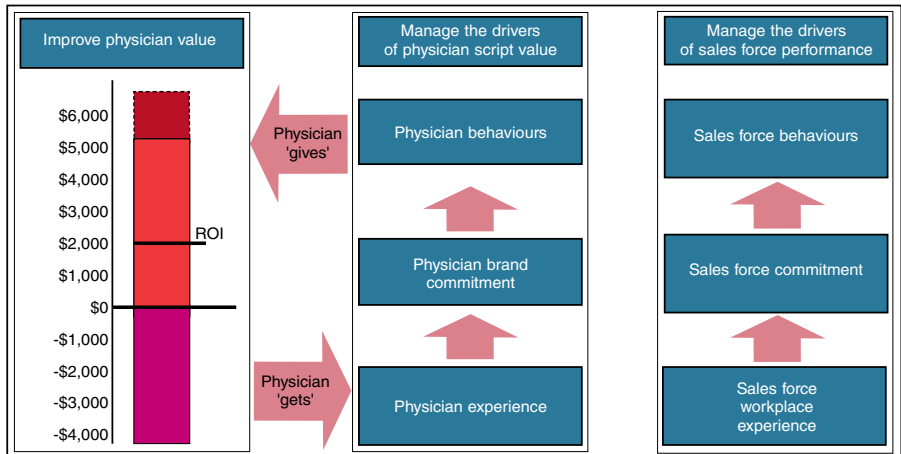 Improve physician value
$6,000
$5,000
$4,000
$3,000
$2,000
$1,000
$0
-$1,000
-$2,000
-$3,000
-$4,000
ROI
Physician
'gives'
Physician
'gets'
Manage the drivers
of physician script value
Physician behaviours
Physician brand
commitment
Physician experience
Manage the drivers
of sales force performance
Sales force behaviours
Sales force commitment
Sales force
workplace
experience